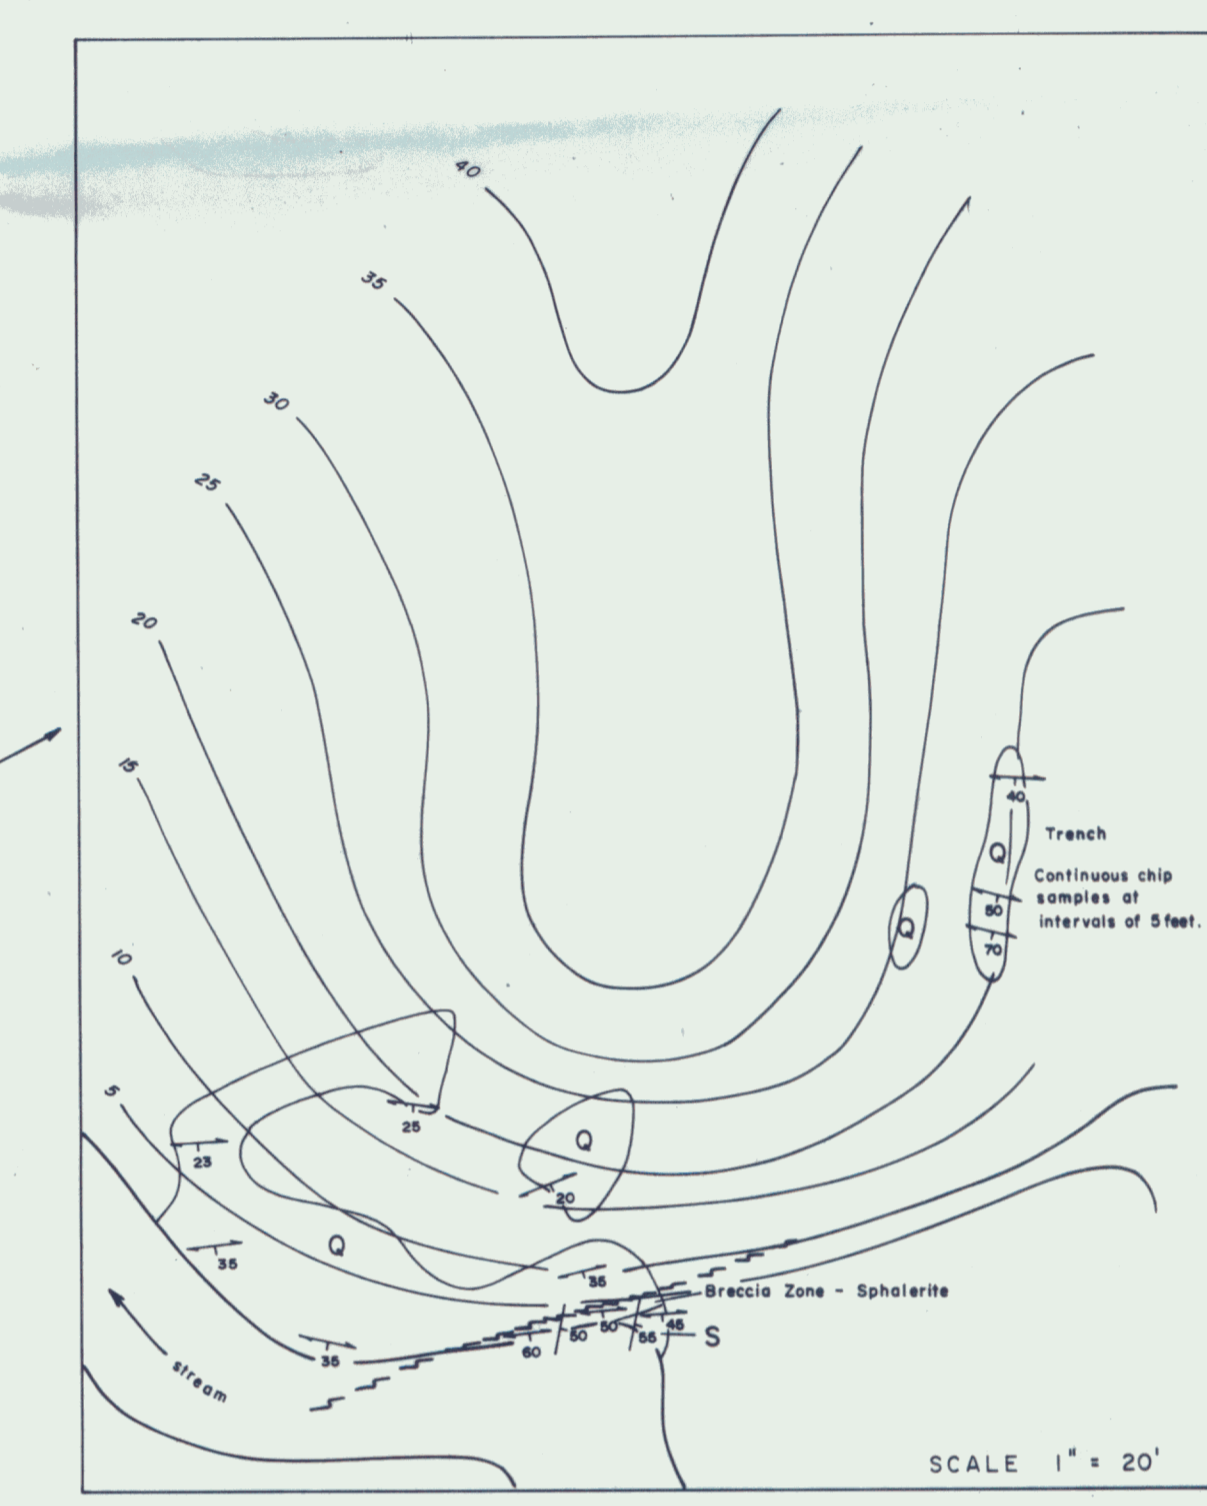 40
35
30
25
20
15
10
5
40
Trench
Q
Continuous chip
samples at
intervals of 5 feet.
50
Q
70
25
Q
23
20
Q
35
35
Breccia Zone - Sphalerite
50
50
45
55
S
60
35
stream
SCALE 1" = 20'